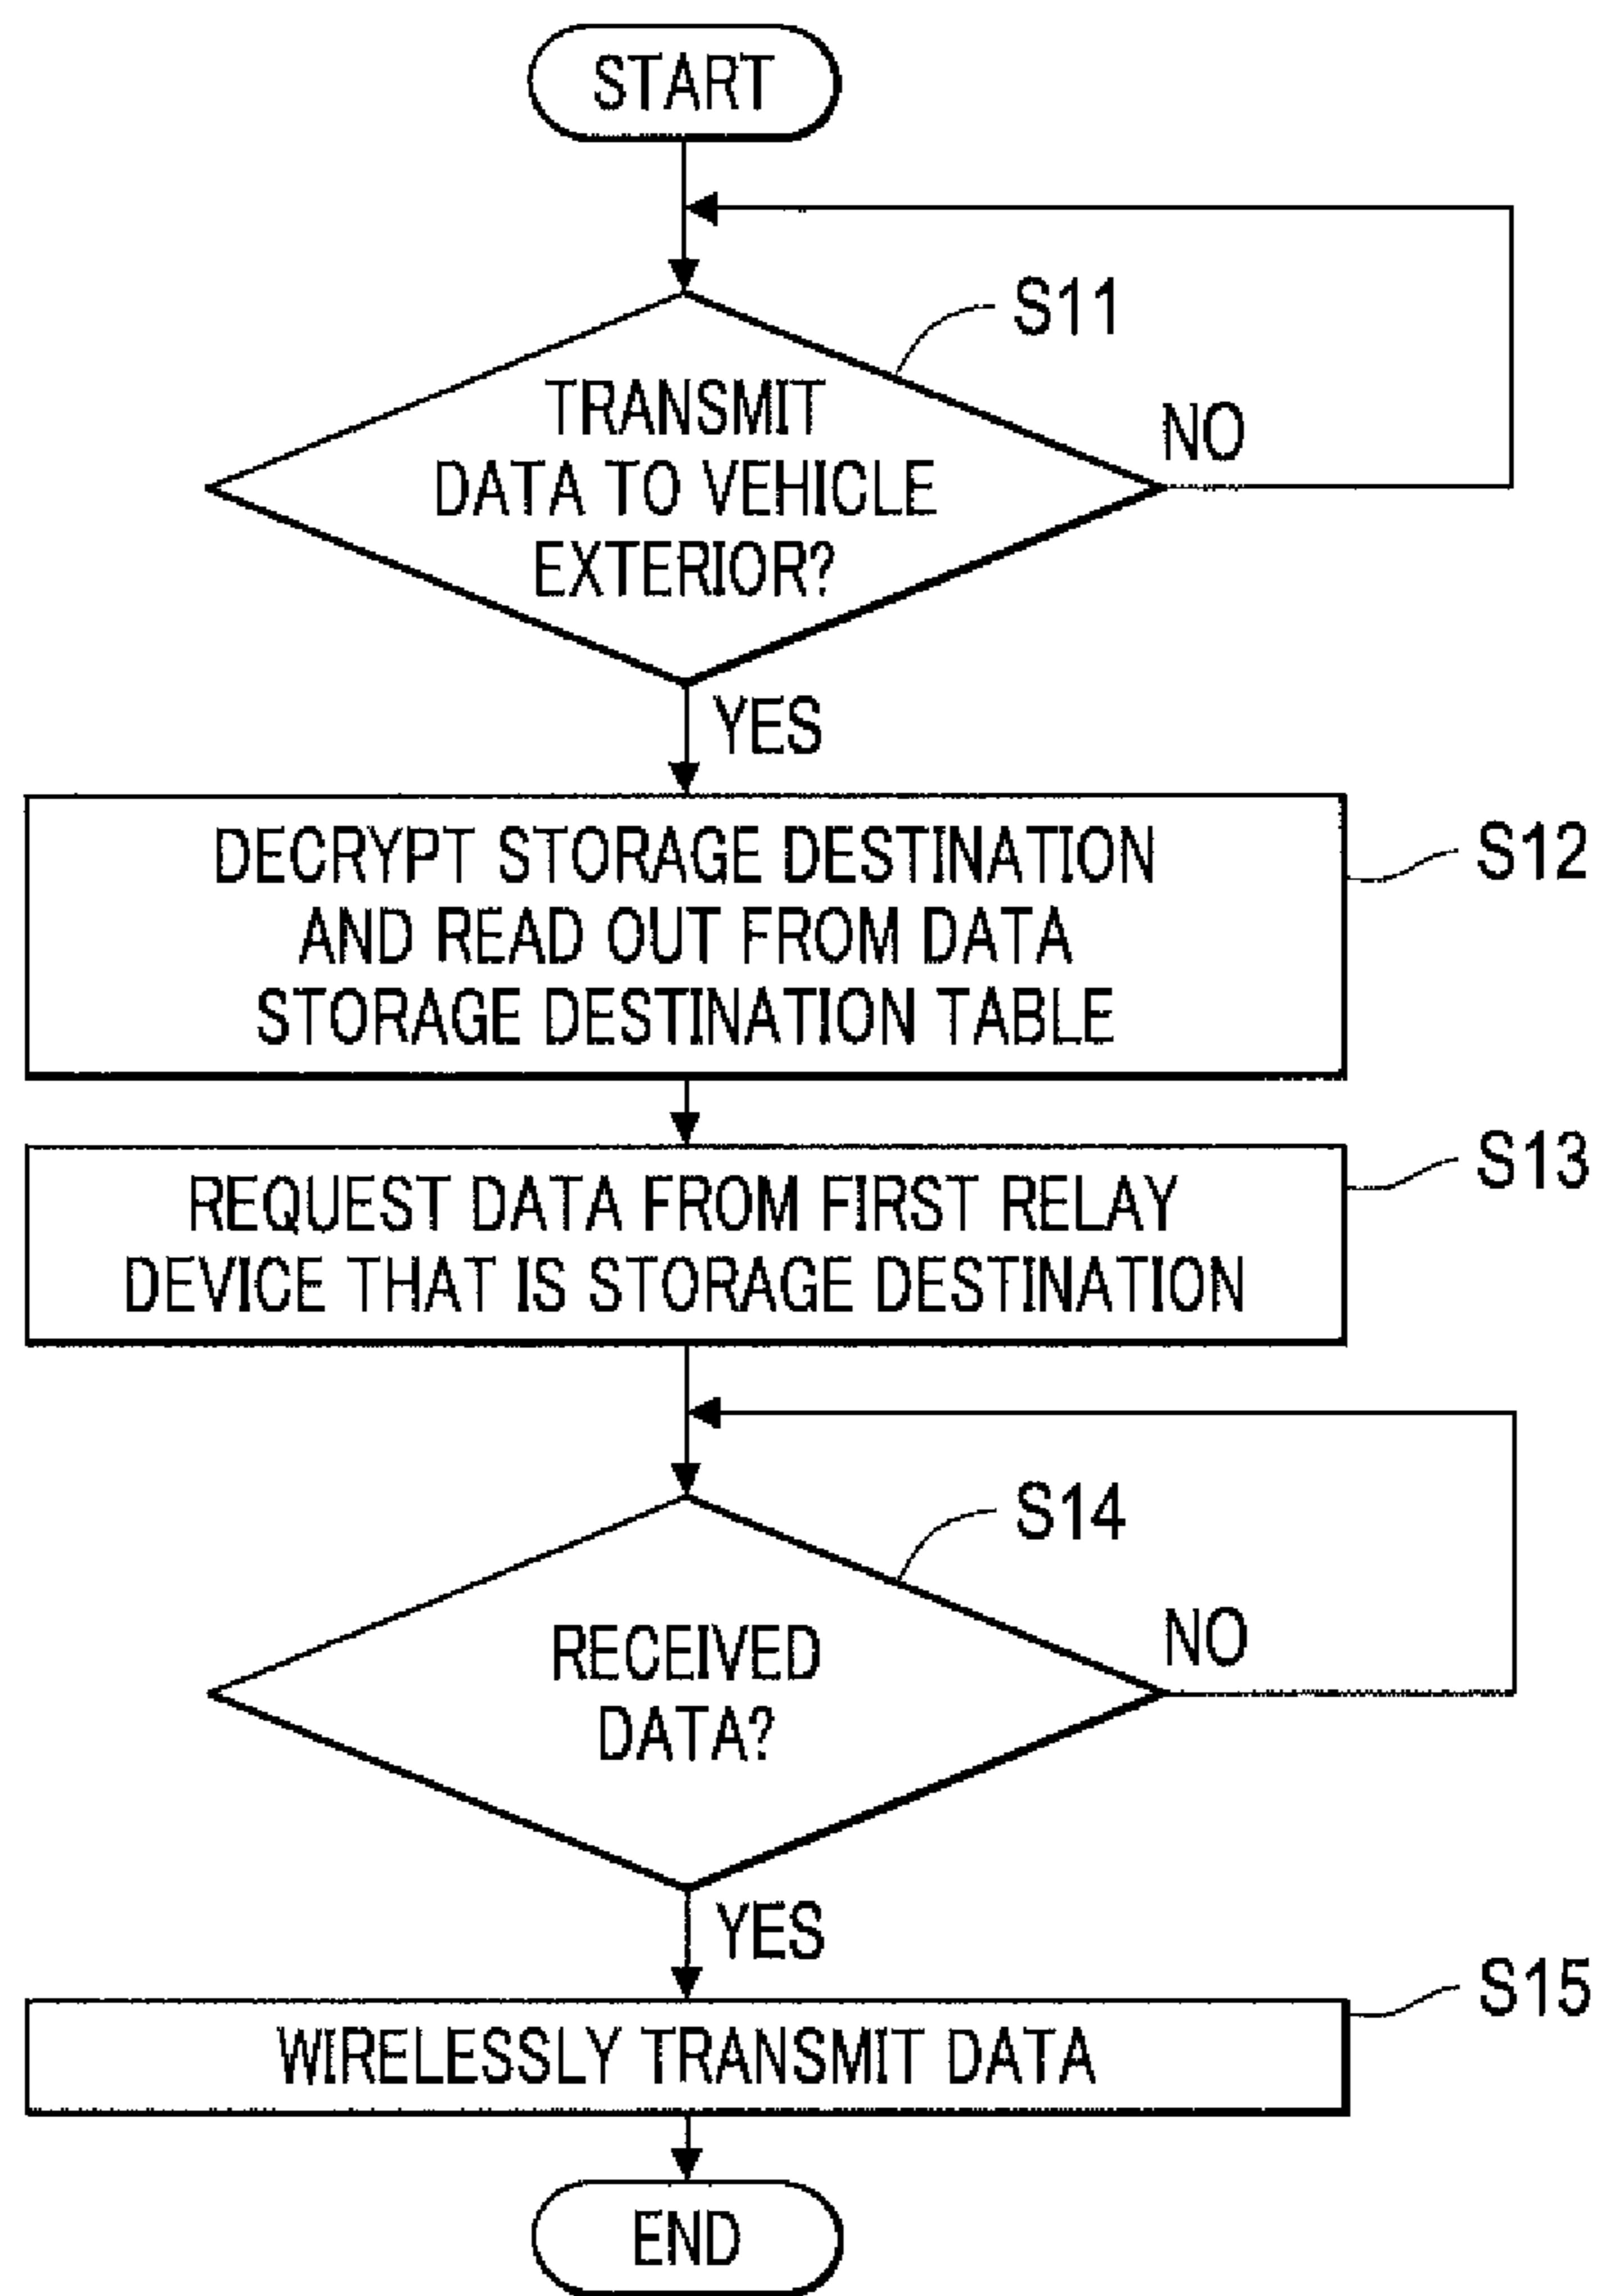 START
S11
TRANSMIT
DATA TO VEHICLE
EXTERIOR?
NO
YES
DECRYPT STORAGE DESTINATION
AND READ OUT FROM DATA
STORAGE DESTINATION TABLE
S12
REQUEST DATA FROM FIRST RELAY
DEVICE THAT IS STORAGE DESTINATION
S13
S14
RECEIVED
DATA?
NO
YES
WIRELESSLY TRANSMIT DATA
S15
END